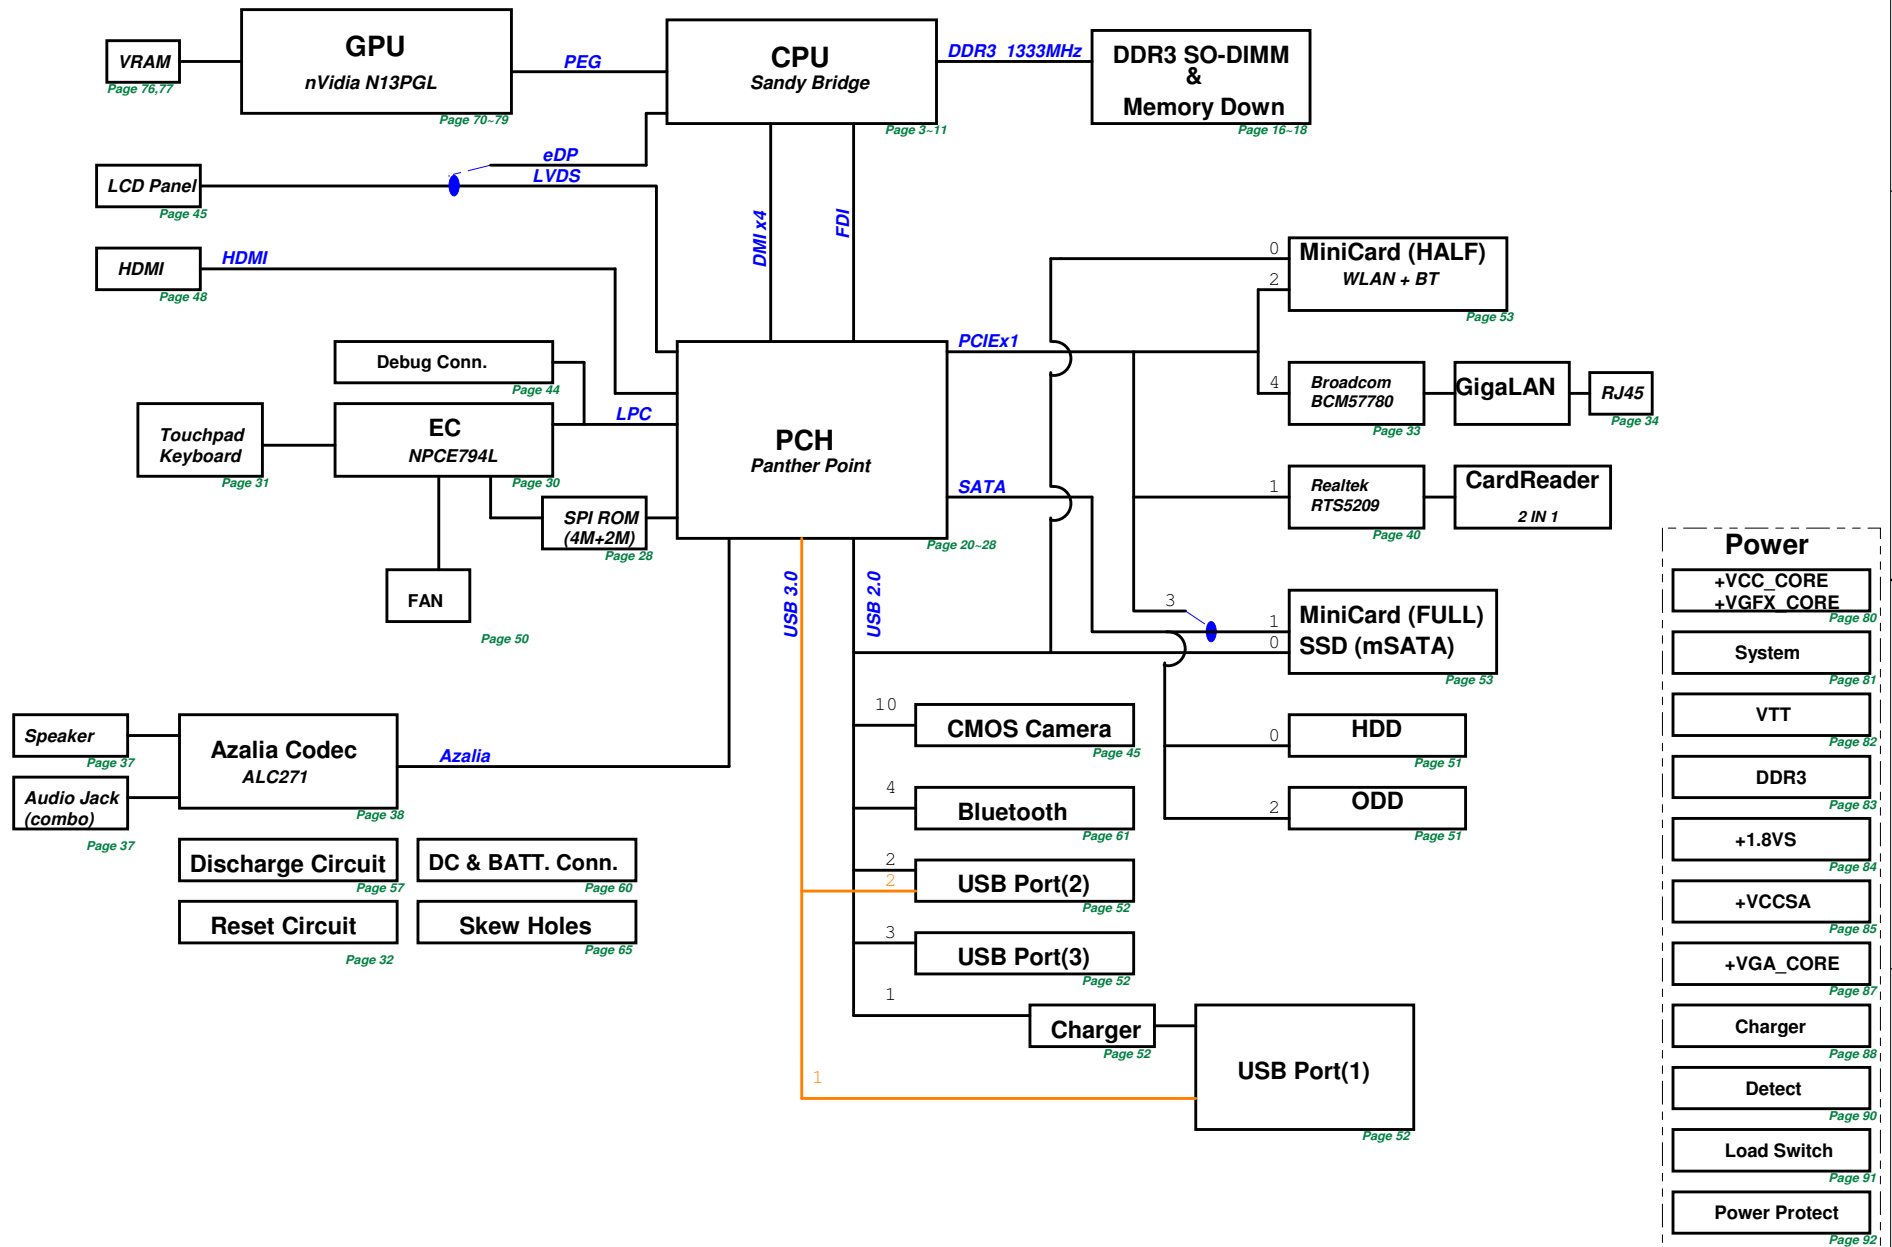 GPU
nVidia N13PGL
Page 70~79
VRAM
Page 76,77
PEG
CPU
Sandy Bridge
Page 3~11
DDR3 1333MHz
DDR3 SO-DIMM
&
Memory Down
Page 16~18
eDP
LVDS
LCD Panel
Page 45
HDMI
HDMI
Page 48
DMI x4
FDI
0
2
MiniCard (HALF)
WLAN + BT
Page 53
PCIEx1
4
Broadcom
BCM57780
Page 33
GigaLAN
RJ45
Page 34
Debug Conn.
Page 44
LPC
EC
NPCE794L
Page 30
Touchpad
Keyboard
Page 31
PCH
Panther Point
Page 20~28
SPI ROM
(4M+2M)
Page 28
FAN
Page 50
SATA
1
Realtek
RTS5209
Page 40
CardReader
2 IN 1
USB 3.0
USB 2.0
3
1
0
MiniCard (FULL)
SSD (mSATA)
Page 53
10
CMOS Camera
Page 45
0
HDD
Page 51
4
Bluetooth
Page 61
2
ODD
Page 51
2
2
USB Port(2)
Page 52
3
USB Port(3)
Page 52
1
Charger
Page 52
1
USB Port(1)
Page 52
Speaker
Page 37
Audio Jack
(combo)
Page 37
Azalia Codec
ALC271
Page 38
Azalia
Discharge Circuit
Page 57
DC & BATT. Conn.
Page 60
Reset Circuit
Page 32
Skew Holes
Page 65
Power
+VCC_CORE
+VGFX_CORE
Page 80
System
Page 81
VTT
Page 82
DDR3
Page 83
+1.8VS
Page 84
+VCCSA
Page 85
+VGA_CORE
Page 87
Charger
Page 88
Detect
Page 90
Load Switch
Page 91
Power Protect
Page 92